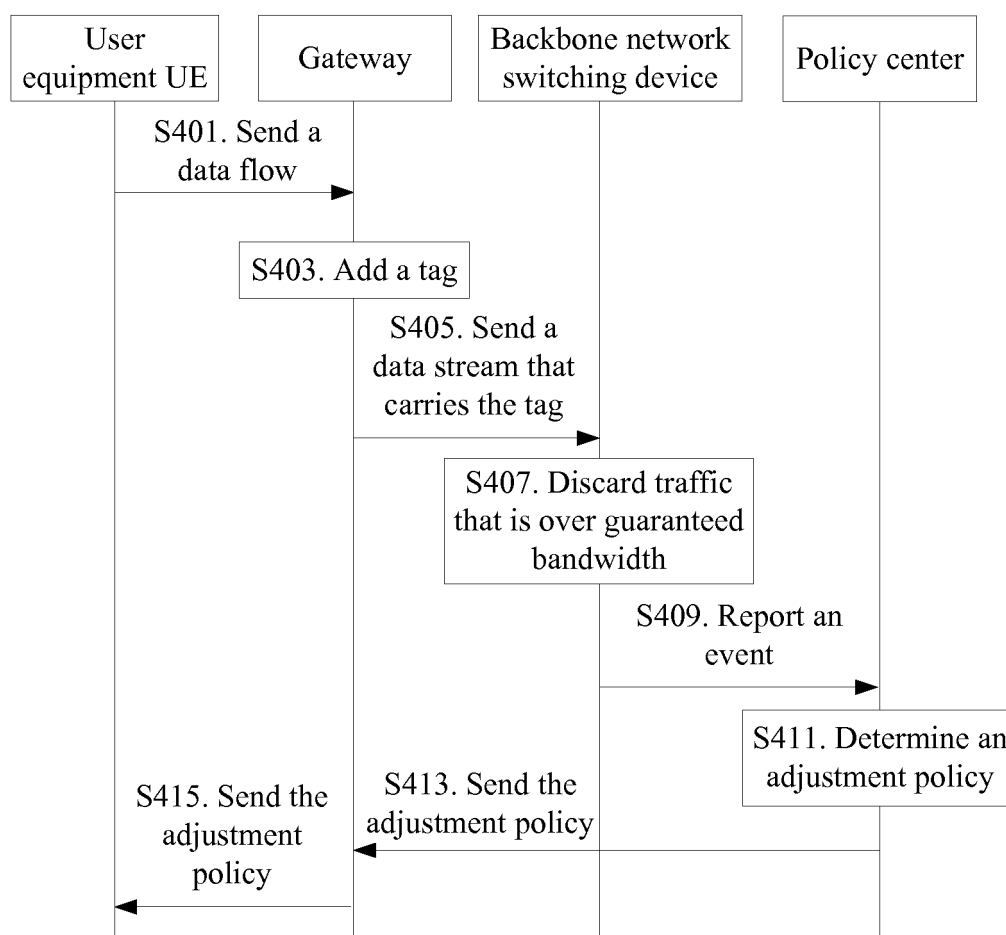 User
equipment UE
Gateway
Backbone network
switching device
Policy center
S401. Send a
data flow
S403. Add a tag
S405. Send a
data stream that
carries the tag
S407. Discard traffic
that is over guaranteed
bandwidth
S409. Report an
event
S411. Determine an
adjustment policy
S413. Send the
adjustment policy
S415. Send the
adjustment
policy